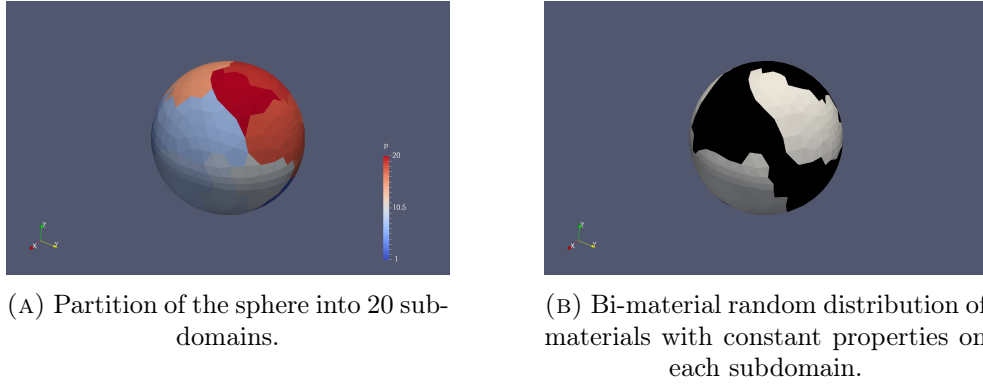 P
20
10.5
1
Z
X
Y
Z
X
Y
(A) Partition of the sphere into 20 sub-
domains.
(B) Bi-material random distribution of
materials with constant properties on
each subdomain.